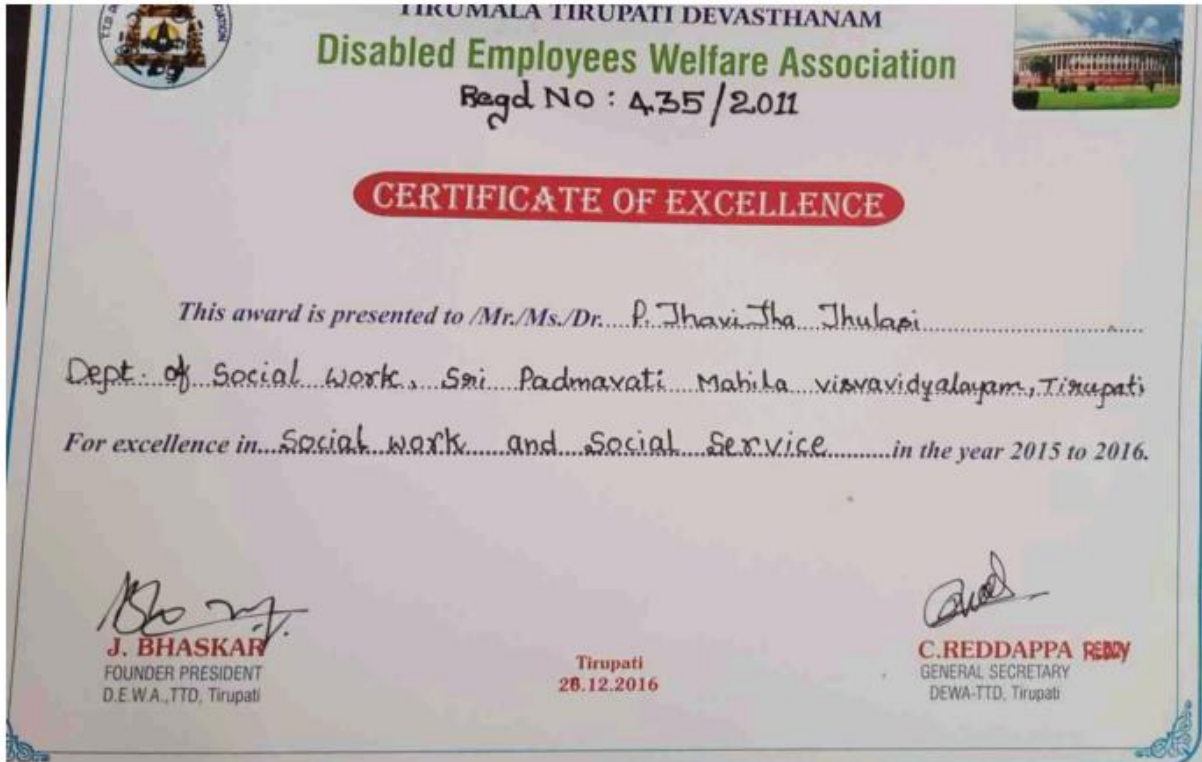 TIRUMALA TIRUPATI DEVASTHANAM
Disabled Employees Welfare Association
Regd No : 435/2011
CERTIFICATE OF EXCELLENCE
This award is presented to /Mr./Ms./Dr. P. Thavitha Thulasi
Dept. of Social work, Sri Padmavati Mahila visvavidyalayam, Tirupati
For excellence in Social work and Social Service in the year 2015 to 2016.
J. BHASKAR
FOUNDER PRESIDENT
D.E.W.A.,TTD, Tirupati
Tirupati
.12.2016
C.REDDAPPA REDDY
GENERAL SECRETARY
DEWA-TTD, Tirupati